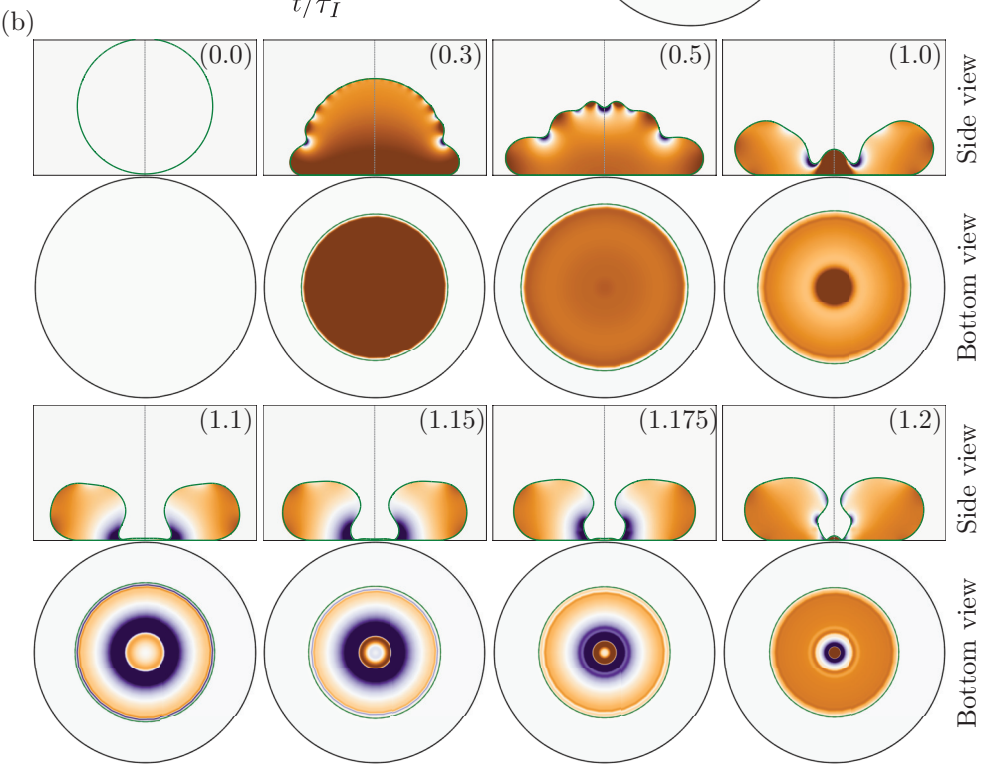 t/τ_I
(b)
(0.0) (0.3) (0.5) (1.0)
Side view
Bottom view
(1.1) (1.15) (1.175) (1.2)
Side view
Bottom view